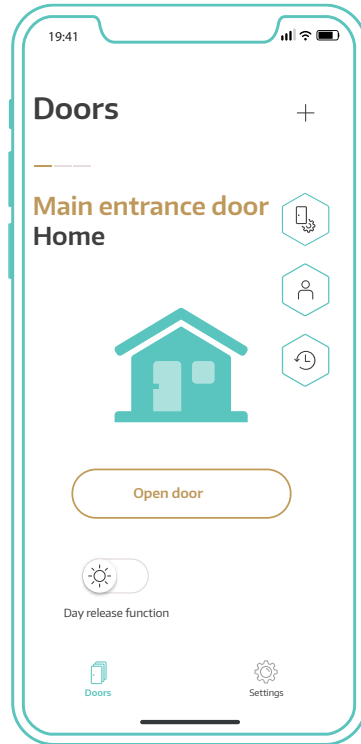 19:41
Doors
Main entrance door
Home
Open door
Day release function
Doors
Settings